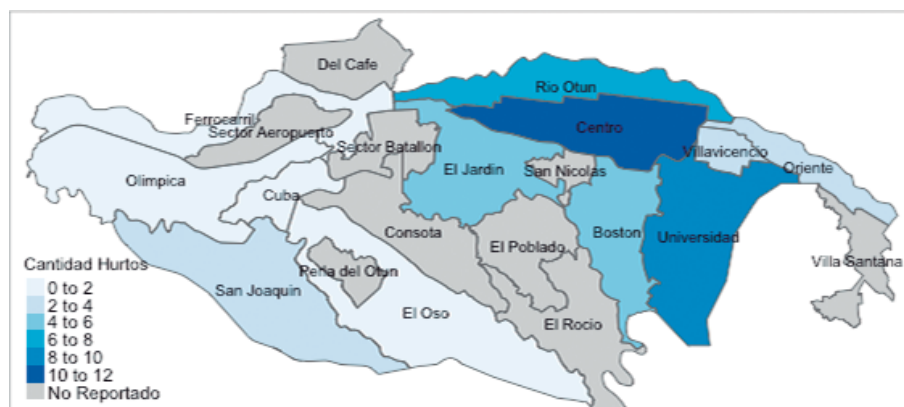 Del Cafe
Rio Otun
Ferrocarril
Sector Aeropuerto
Centro
Sector Batallon
Villavicencio
El Jardin
San Nicolas
Oriente
Olimpica
Cuba
Consota
Boston
Universidad
El Poblado
Villa Santana
Cantidad Hurtos
Perla del Otun
San Joaquin
El Oso
El Rocio
0 to 2
2 to 4
4 to 6
6 to 8
8 to 10
10 to 12
No Reportado